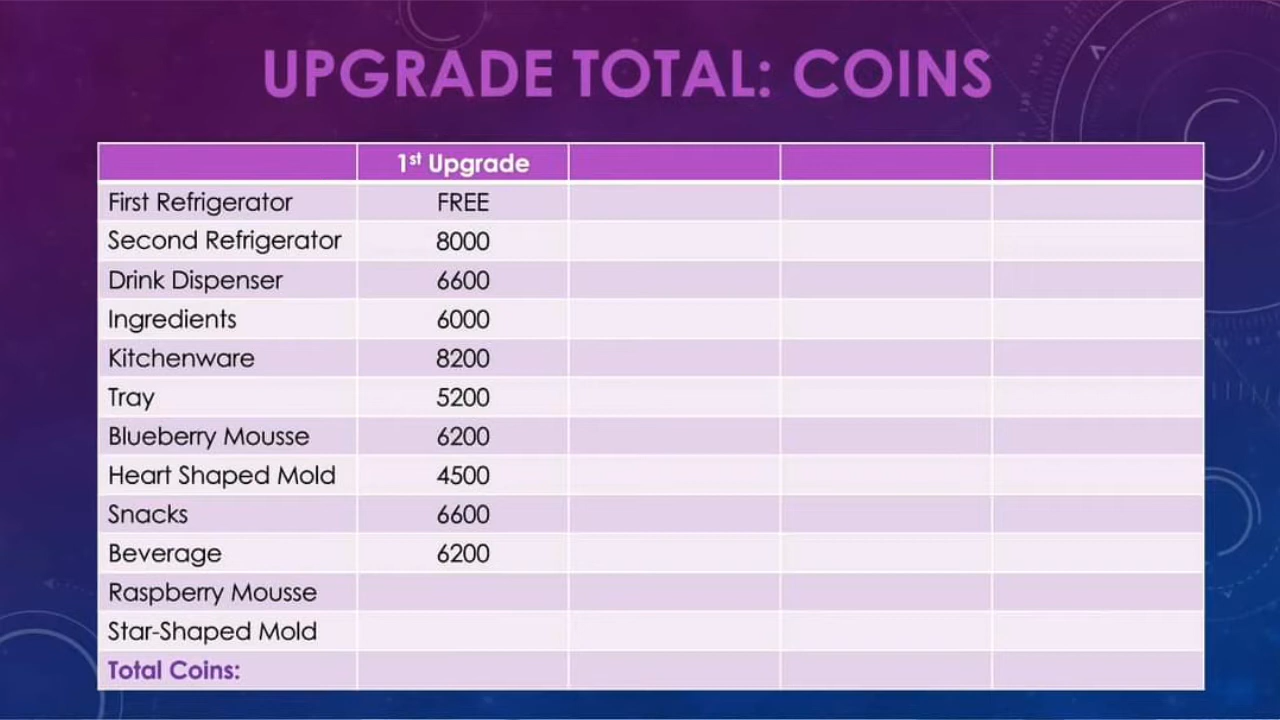 UPGRADE TOTAL: COINS
1st Upgrade
First Refrigerator FREE
Second Refrigerator 8000
Drink Dispenser 6600
Ingredients 6000
Kitchenware 8200
Tray 5200
Blueberry Mousse 6200
Heart Shaped Mold 4500
Snacks 6600
Beverage 6200
Raspberry Mousse
Star-Shaped Mold
Total Coins: